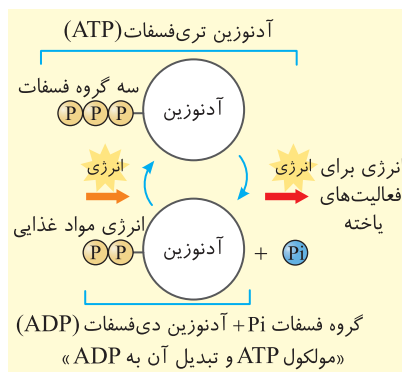 آدنوزین تری‌فسفات (ATP)
سه گروه فسفات
P P P
آدنوزین
انرژی
انرژی
انرژی برای
فعالیت‌های
یاخته
انرژی مواد غذایی
P P
آدنوزین
+ Pi
گروه فسفات Pi + آدنوزین دی‌فسفات (ADP)
«مولکول ATP و تبدیل آن به ADP»